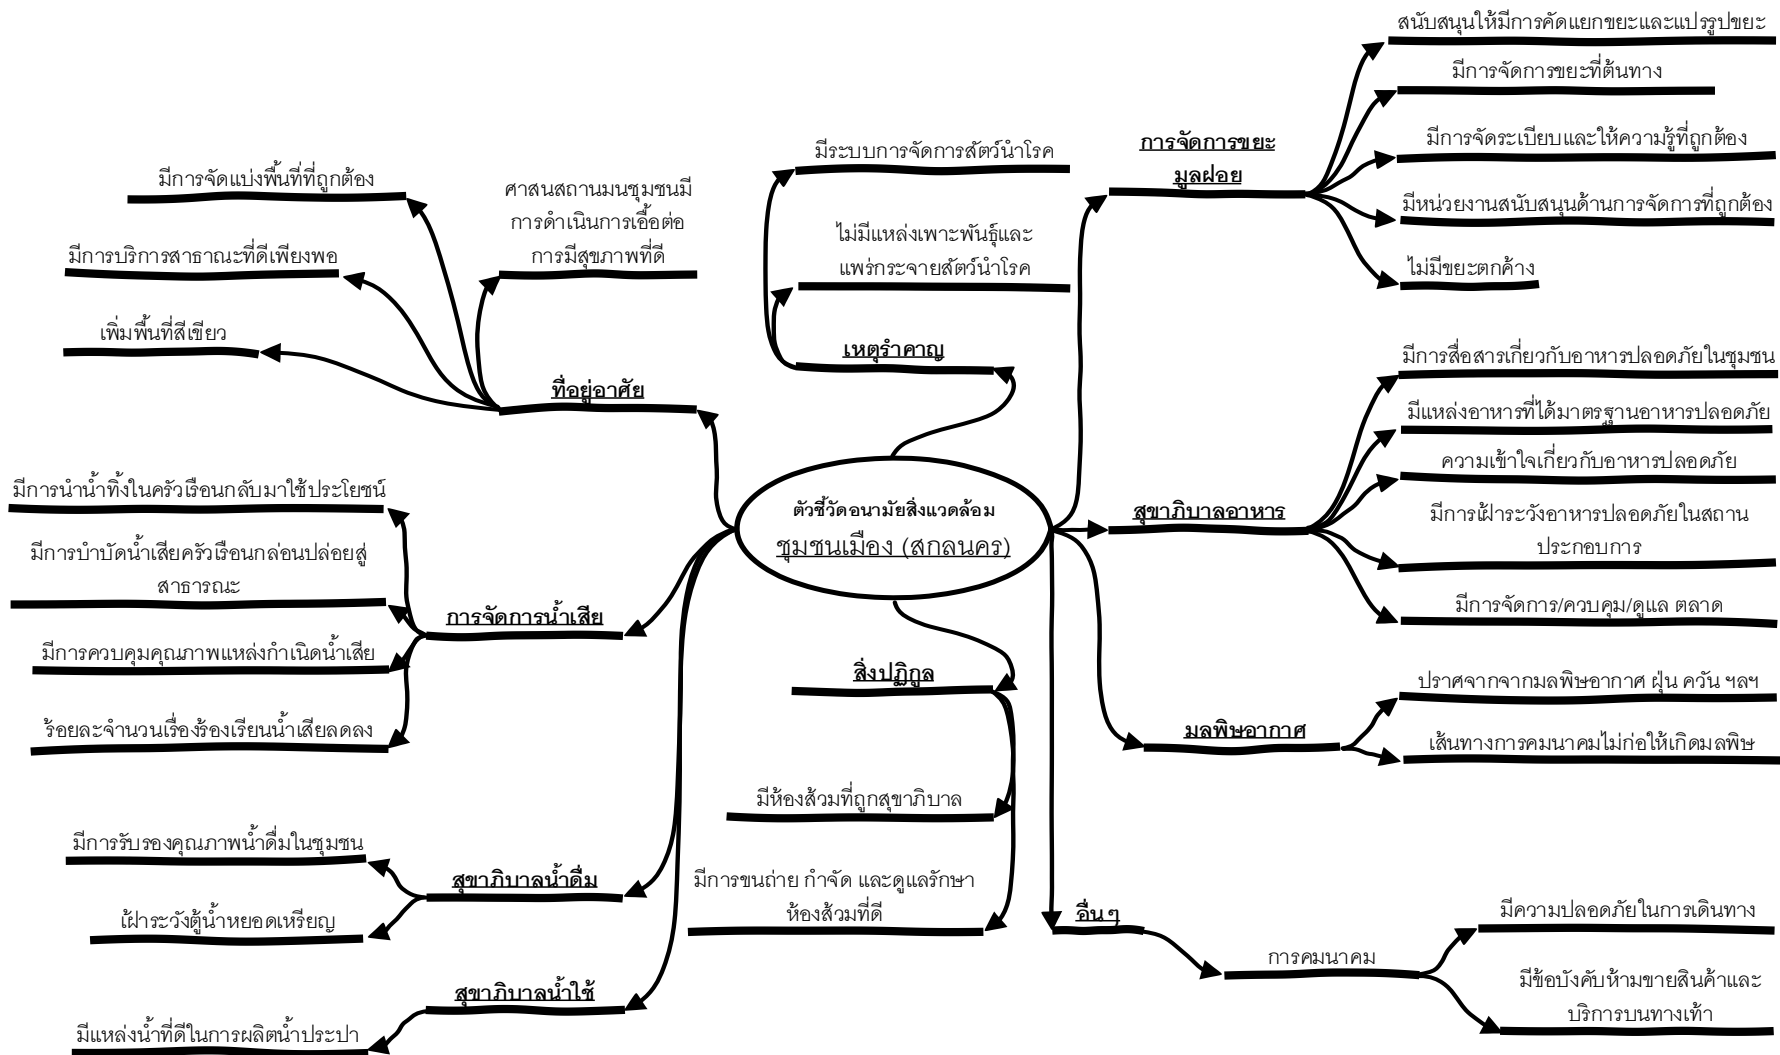 ตัวชี้วัดอนามัยสิ่งแวดล้อม
ชุมชนเมือง (สกลนคร)
การจัดการขยะ
มูลฝอย
สนับสนุนให้มีการคัดแยกขยะและแปรรูปขยะ
มีการจัดการขยะที่ต้นทาง
มีการจัดระเบียบและให้ความรู้ที่ถูกต้อง
มีหน่วยงานสนับสนุนด้านการจัดการที่ถูกต้อง
ไม่มีขยะตกค้าง
สุขาภิบาลอาหาร
มีการสื่อสารเกี่ยวกับอาหารปลอดภัยในชุมชน
มีแหล่งอาหารที่ได้มาตรฐานอาหารปลอดภัย
ความเข้าใจเกี่ยวกับอาหารปลอดภัย
มีการเฝ้าระวังอาหารปลอดภัยในสถาน
ประกอบการ
มีการจัดการ/ควบคุม/ดูแล ตลาด
มลพิษอากาศ
ปราศจากจากมลพิษอากาศ ฝุ่น ควัน ฯลฯ
เส้นทางการคมนาคมไม่ก่อให้เกิดมลพิษ
อื่นๆ
การคมนาคม
มีความปลอดภัยในการเดินทาง
มีข้อบังคับห้ามขายสินค้าและ
บริการบนทางเท้า
สิ่งปฏิกูล
มีห้องส้วมที่ถูกสุขาภิบาล
มีการขนถ่าย กำจัด และดูแลรักษา
ห้องส้วมที่ดี
สุขาภิบาลน้ำใช้
มีแหล่งน้ำที่ดีในการผลิตน้ำประปา
สุขาภิบาลน้ำดื่ม
มีการรับรองคุณภาพน้ำดื่มในชุมชน
เฝ้าระวังตู้น้ำหยอดเหรียญ
การจัดการน้ำเสีย
มีการนำน้ำทิ้งในครัวเรือนกลับมาใช้ประโยชน์
มีการบำบัดน้ำเสียครัวเรือนกล่อนปล่อยสู่
สาธารณะ
มีการควบคุมคุณภาพแหล่งกำเนิดน้ำเสีย
ร้อยละจำนวนเรื่องร้องเรียนน้ำเสียลดลง
ที่อยู่อาศัย
มีการจัดแบ่งพื้นที่ที่ถูกต้อง
มีการบริการสาธาณะที่ดีเพียงพอ
เพิ่มพื้นที่สีเขียว
ศาสนสถานมนชุมชนมี
การดำเนินการเอื้อต่อ
การมีสุขภาพที่ดี
เหตุรำคาญ
มีระบบการจัดการสัตว์นำโรค
ไม่มีแหล่งเพาะพันธุ์และ
แพร่กระจายสัตว์นำโรค